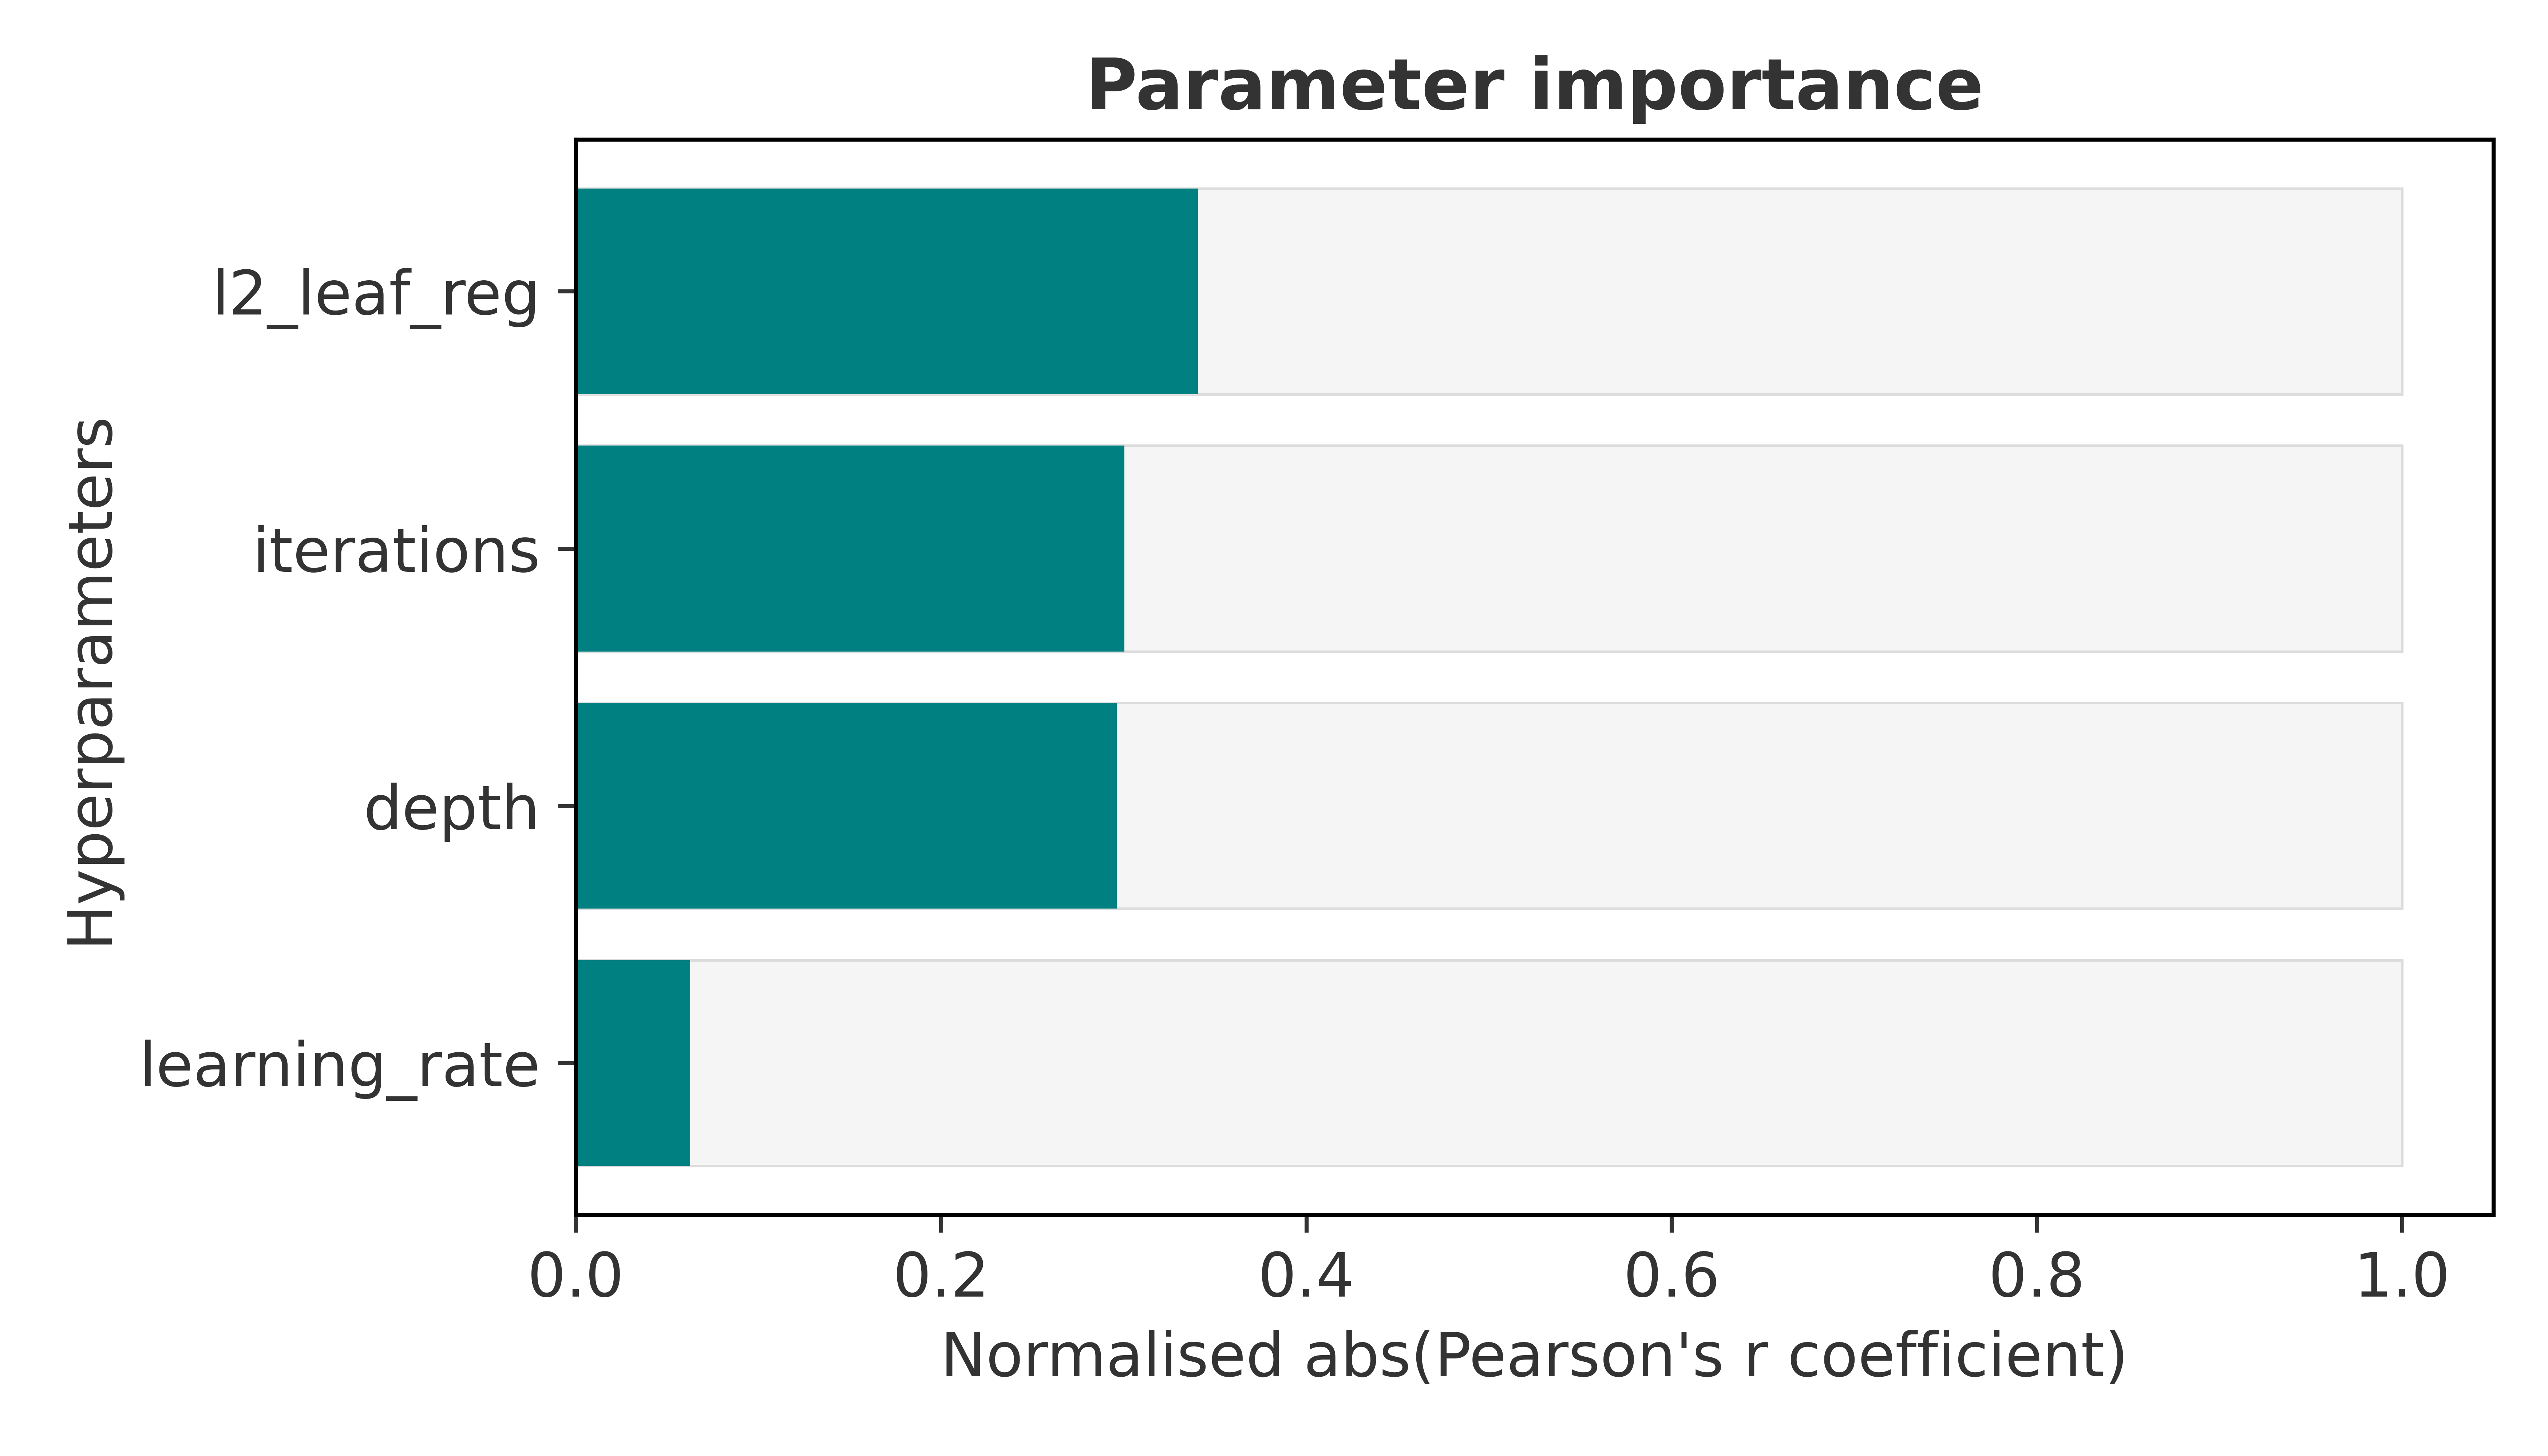 Parameter importance
Hyperparameters
l2_leaf_reg
iterations
depth
learning_rate
0.0 0.2 0.4 0.6 0.8 1.0
Normalised abs(Pearson's r coefficient)